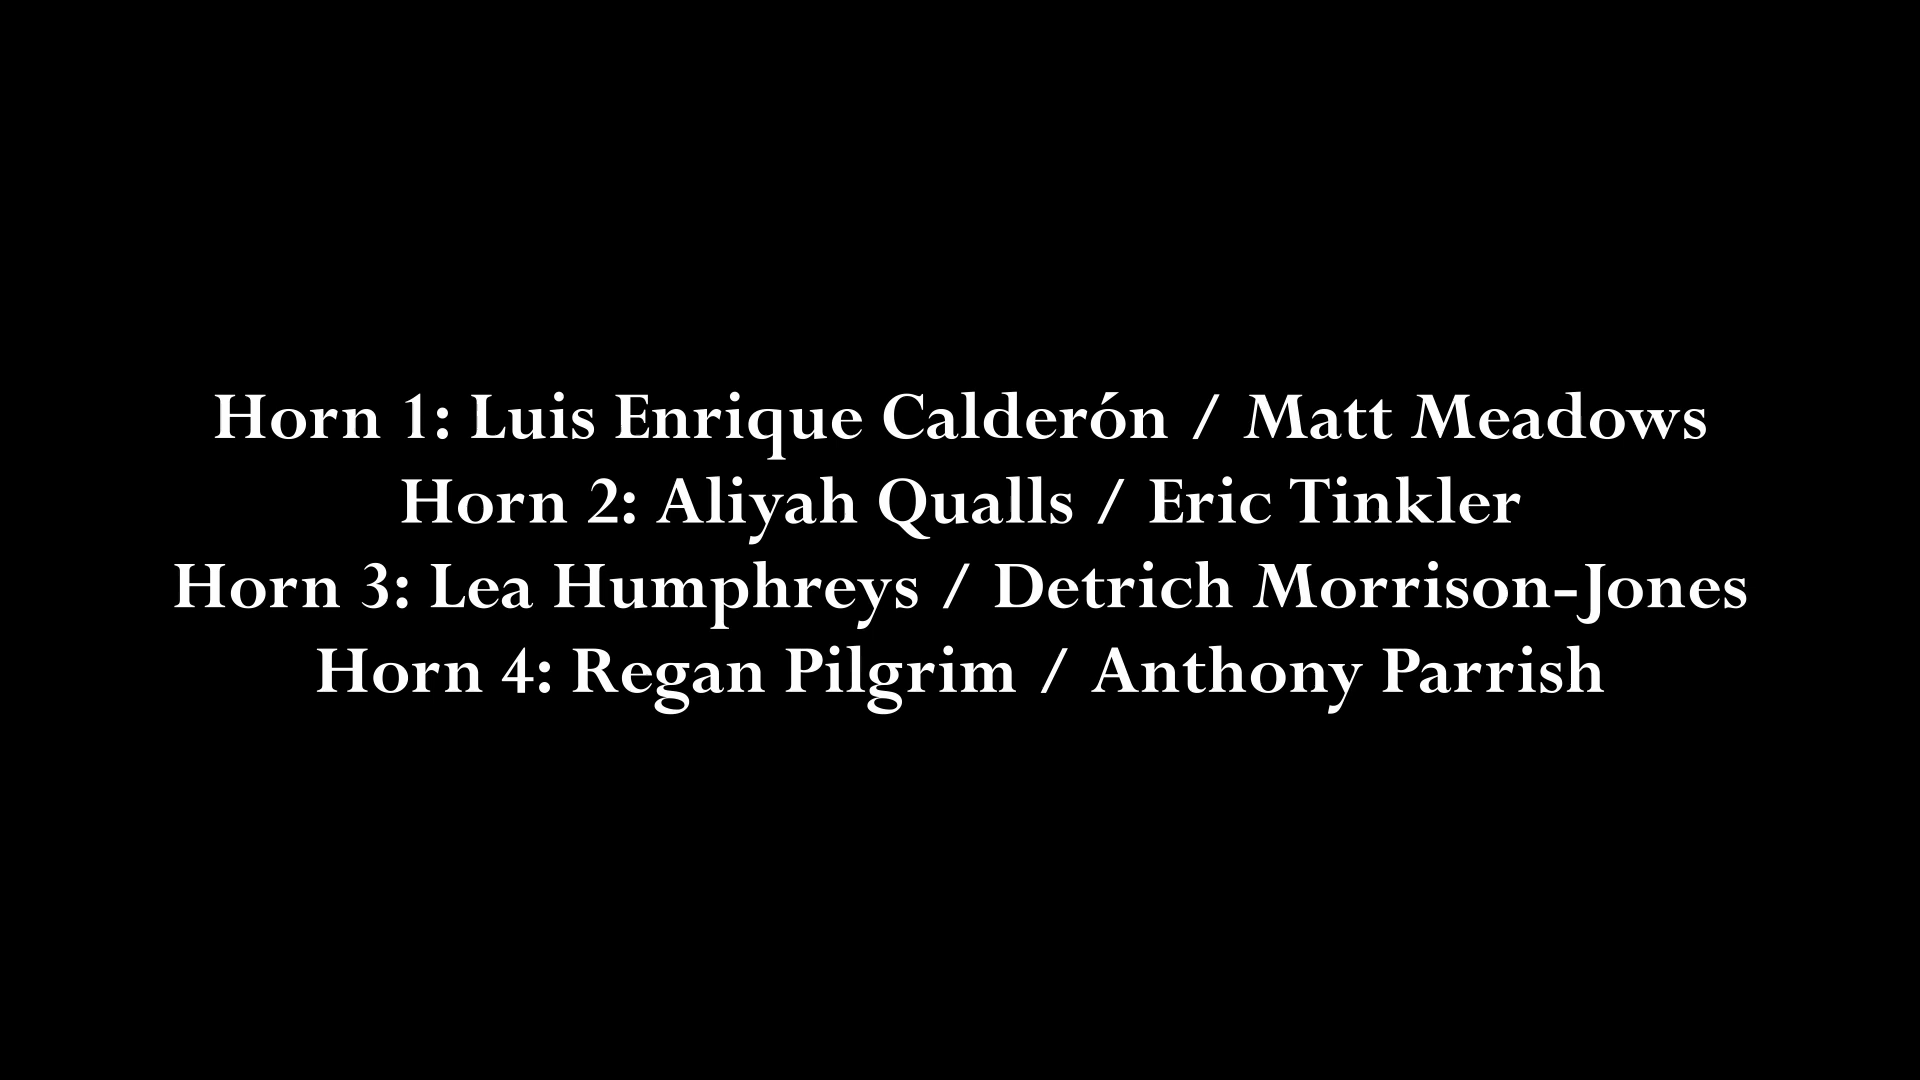 Horn 1: Luis Enrique Calderón / Matt Meadows
Horn 2: Aliyah Qualls / Eric Tinkler
Horn 3: Lea Humphreys / Detrich Morrison-Jones
Horn 4: Regan Pilgrim / Anthony Parrish